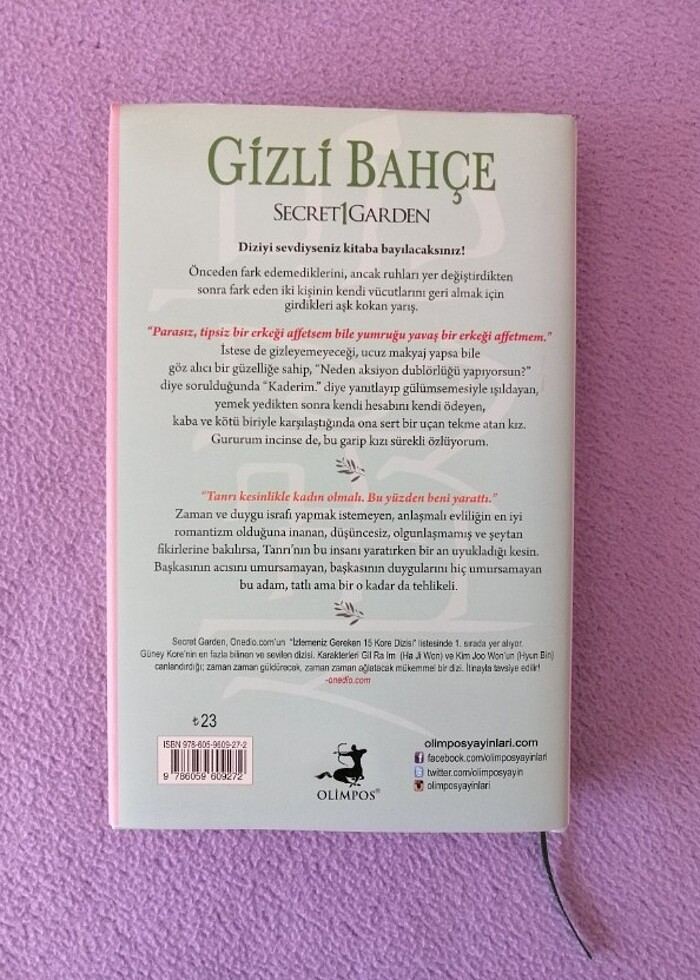 GİZLİ BAHÇE
SECRET1GARDEN
Diziyi sevdiyseniz kitaba bayılacaksınız!
Önceden fark edemediklerini, ancak ruhları yer değiştirdikten
sonra fark eden iki kişinin kendi vücutlarını geri almak için
girdikleri aşk kokan yarış.
“Parasız, tipsiz bir erkeği affetsem bile yumruğu yavaş bir erkeği affetmem.”
İstese de gizleyemeyeceği, ucuz makyaj yapsa bile
göz alıcı bir güzelliğe sahip, “Neden aksiyon dublörlüğü yapıyorsun?”
diye sorulduğunda “Kaderim.” diye yanıtlayıp gülümsemesiyle ışıldayan,
yemek yedikten sonra kendi hesabını kendi ödeyen,
kaba ve kötü biriyle karşılaştığında ona sert bir uçan tekme atan kız.
Gururum incinse de, bu garip kızı sürekli özlüyorum.
“Tanrı kesinlikle kadın olmalı. Bu yüzden beni yarattı.”
Zaman ve duygu israfı yapmak istemeyen, anlaşmalı evliliğin en iyi
romantizm olduğuna inanan, düşüncesiz, olgunlaşmamış ve şeytan
fikirlerine bakılırsa, Tanrı'nın bu insanı yaratırken bir an uyukladığı kesin.
Başkasının acısını umursamayan, başkasının duygularını hiç umursamayan
bu adam, tatlı ama bir o kadar da tehlikeli.
Secret Garden, Onedio.com'un “İzlemeniz Gereken 15 Kore Dizisi” listesinde 1. sırada yer alıyor.
Güney Kore'nin en fazla bilinen ve sevilen dizisi. Karakterleri Gil Ra Im (Ha Ji Won) ve Kim Joo Won'un (Hyun Bin)
canlandırdığı; zaman zaman güldürecek, zaman zaman ağlatacak mükemmel bir dizi. İtinayla tavsiye edilir!
-onedio.com
₺23
ISBN 978-605-9609-27-2
9 786059 609272
OLİMPOS®
olimposyayinlari.com
facebook.com/olimposyayinlari
twitter.com/olimposyayin
olimposyayinlari